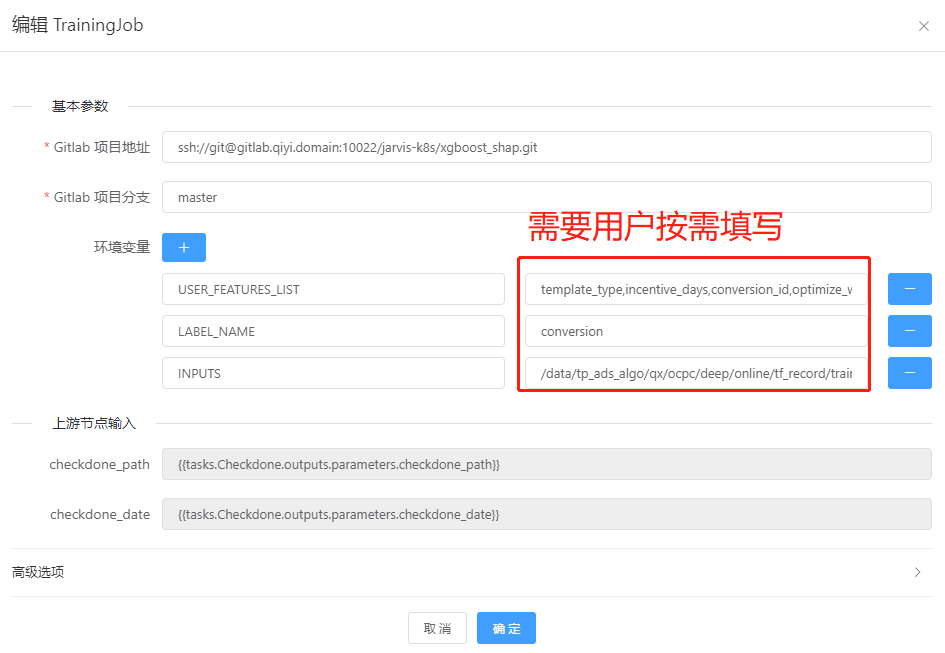 编辑 TrainingJob
基本参数
* Gitlab 项目地址 ssh://git@gitlab.qiyi.domain:10022/jarvis-k8s/xgboost_shap.git
* Gitlab 项目分支 master
需要用户按需填写
环境变量 +
USER_FEATURES_LIST template_type,incentive_days,conversion_id,optimize_v
LABEL_NAME conversion
INPUTS /data/tp_ads_algo/qx/ocpc/deep/online/tf_record/train
上游节点输入
checkdone_path {{tasks.Checkdone.outputs.parameters.checkdone_path}}
checkdone_date {{tasks.Checkdone.outputs.parameters.checkdone_date}}
高级选项
取消 确定